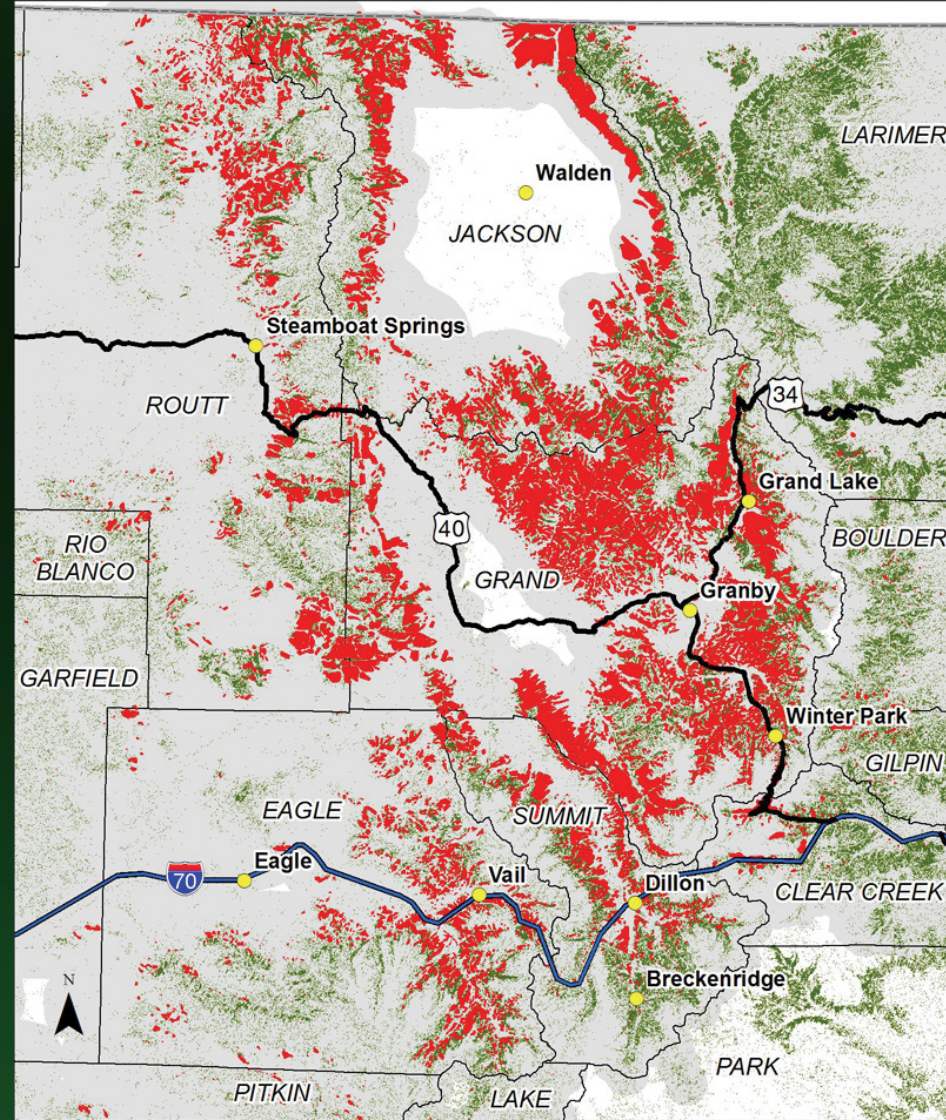 LARIMER
Walden
JACKSON
Steamboat Springs
ROUTT
34
Grand Lake
40
RIO
BLANCO
BOULDER
GRAND
Granby
GARFIELD
Winter Park
GILPIN
EAGLE
SUMMIT
Eagle
70
Vail
Dillon
CLEAR CREEK
N
Breckenridge
PARK
PITKIN
LAKE